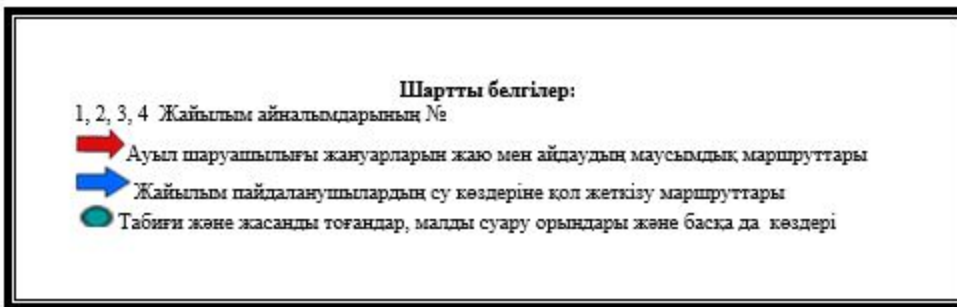 Шартты белгілер:
1, 2, 3, 4 Жайылым айналымдарының №
Ауыл шаруашылығы жануарларын жаю мен айдаудың маусымдық маршруттары
Жайылым пайдаланушылардың су көздеріне қол жеткізу маршруттары
Табиғи және жасанды тоғандар, малды суару орындары және басқа да көздері